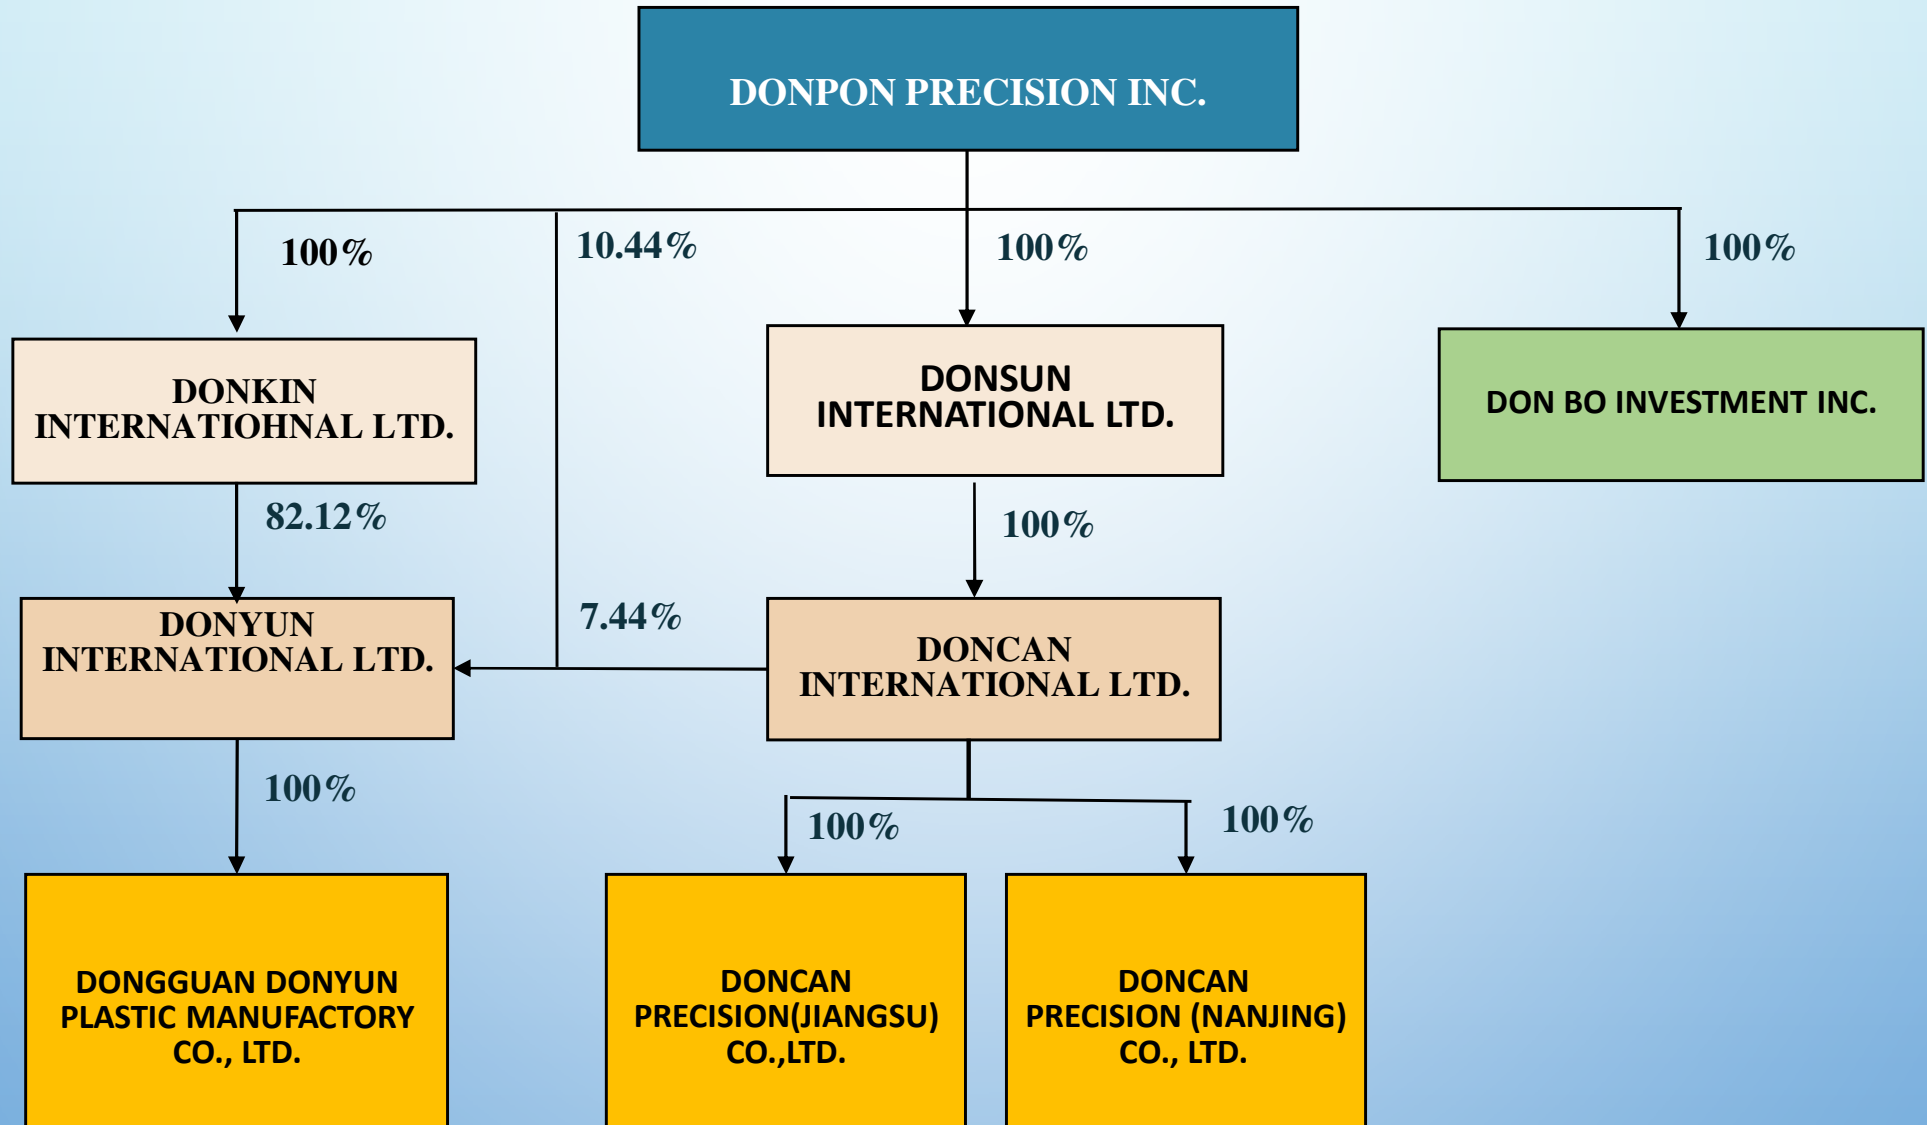 DONPON PRECISION INC.
100%
10.44%
100%
100%
DONKIN
INTERNATIOHNAL LTD.
DONSUN
INTERNATIONAL LTD.
DON BO INVESTMENT INC.
82.12%
100%
DONYUN
INTERNATIONAL LTD.
7.44%
DONCAN
INTERNATIONAL LTD.
100%
100%
100%
DONGGUAN DONYUN
PLASTIC MANUFACTORY
CO., LTD.
DONCAN
PRECISION(JIANGSU)
CO.,LTD.
DONCAN
PRECISION (NANJING)
CO., LTD.